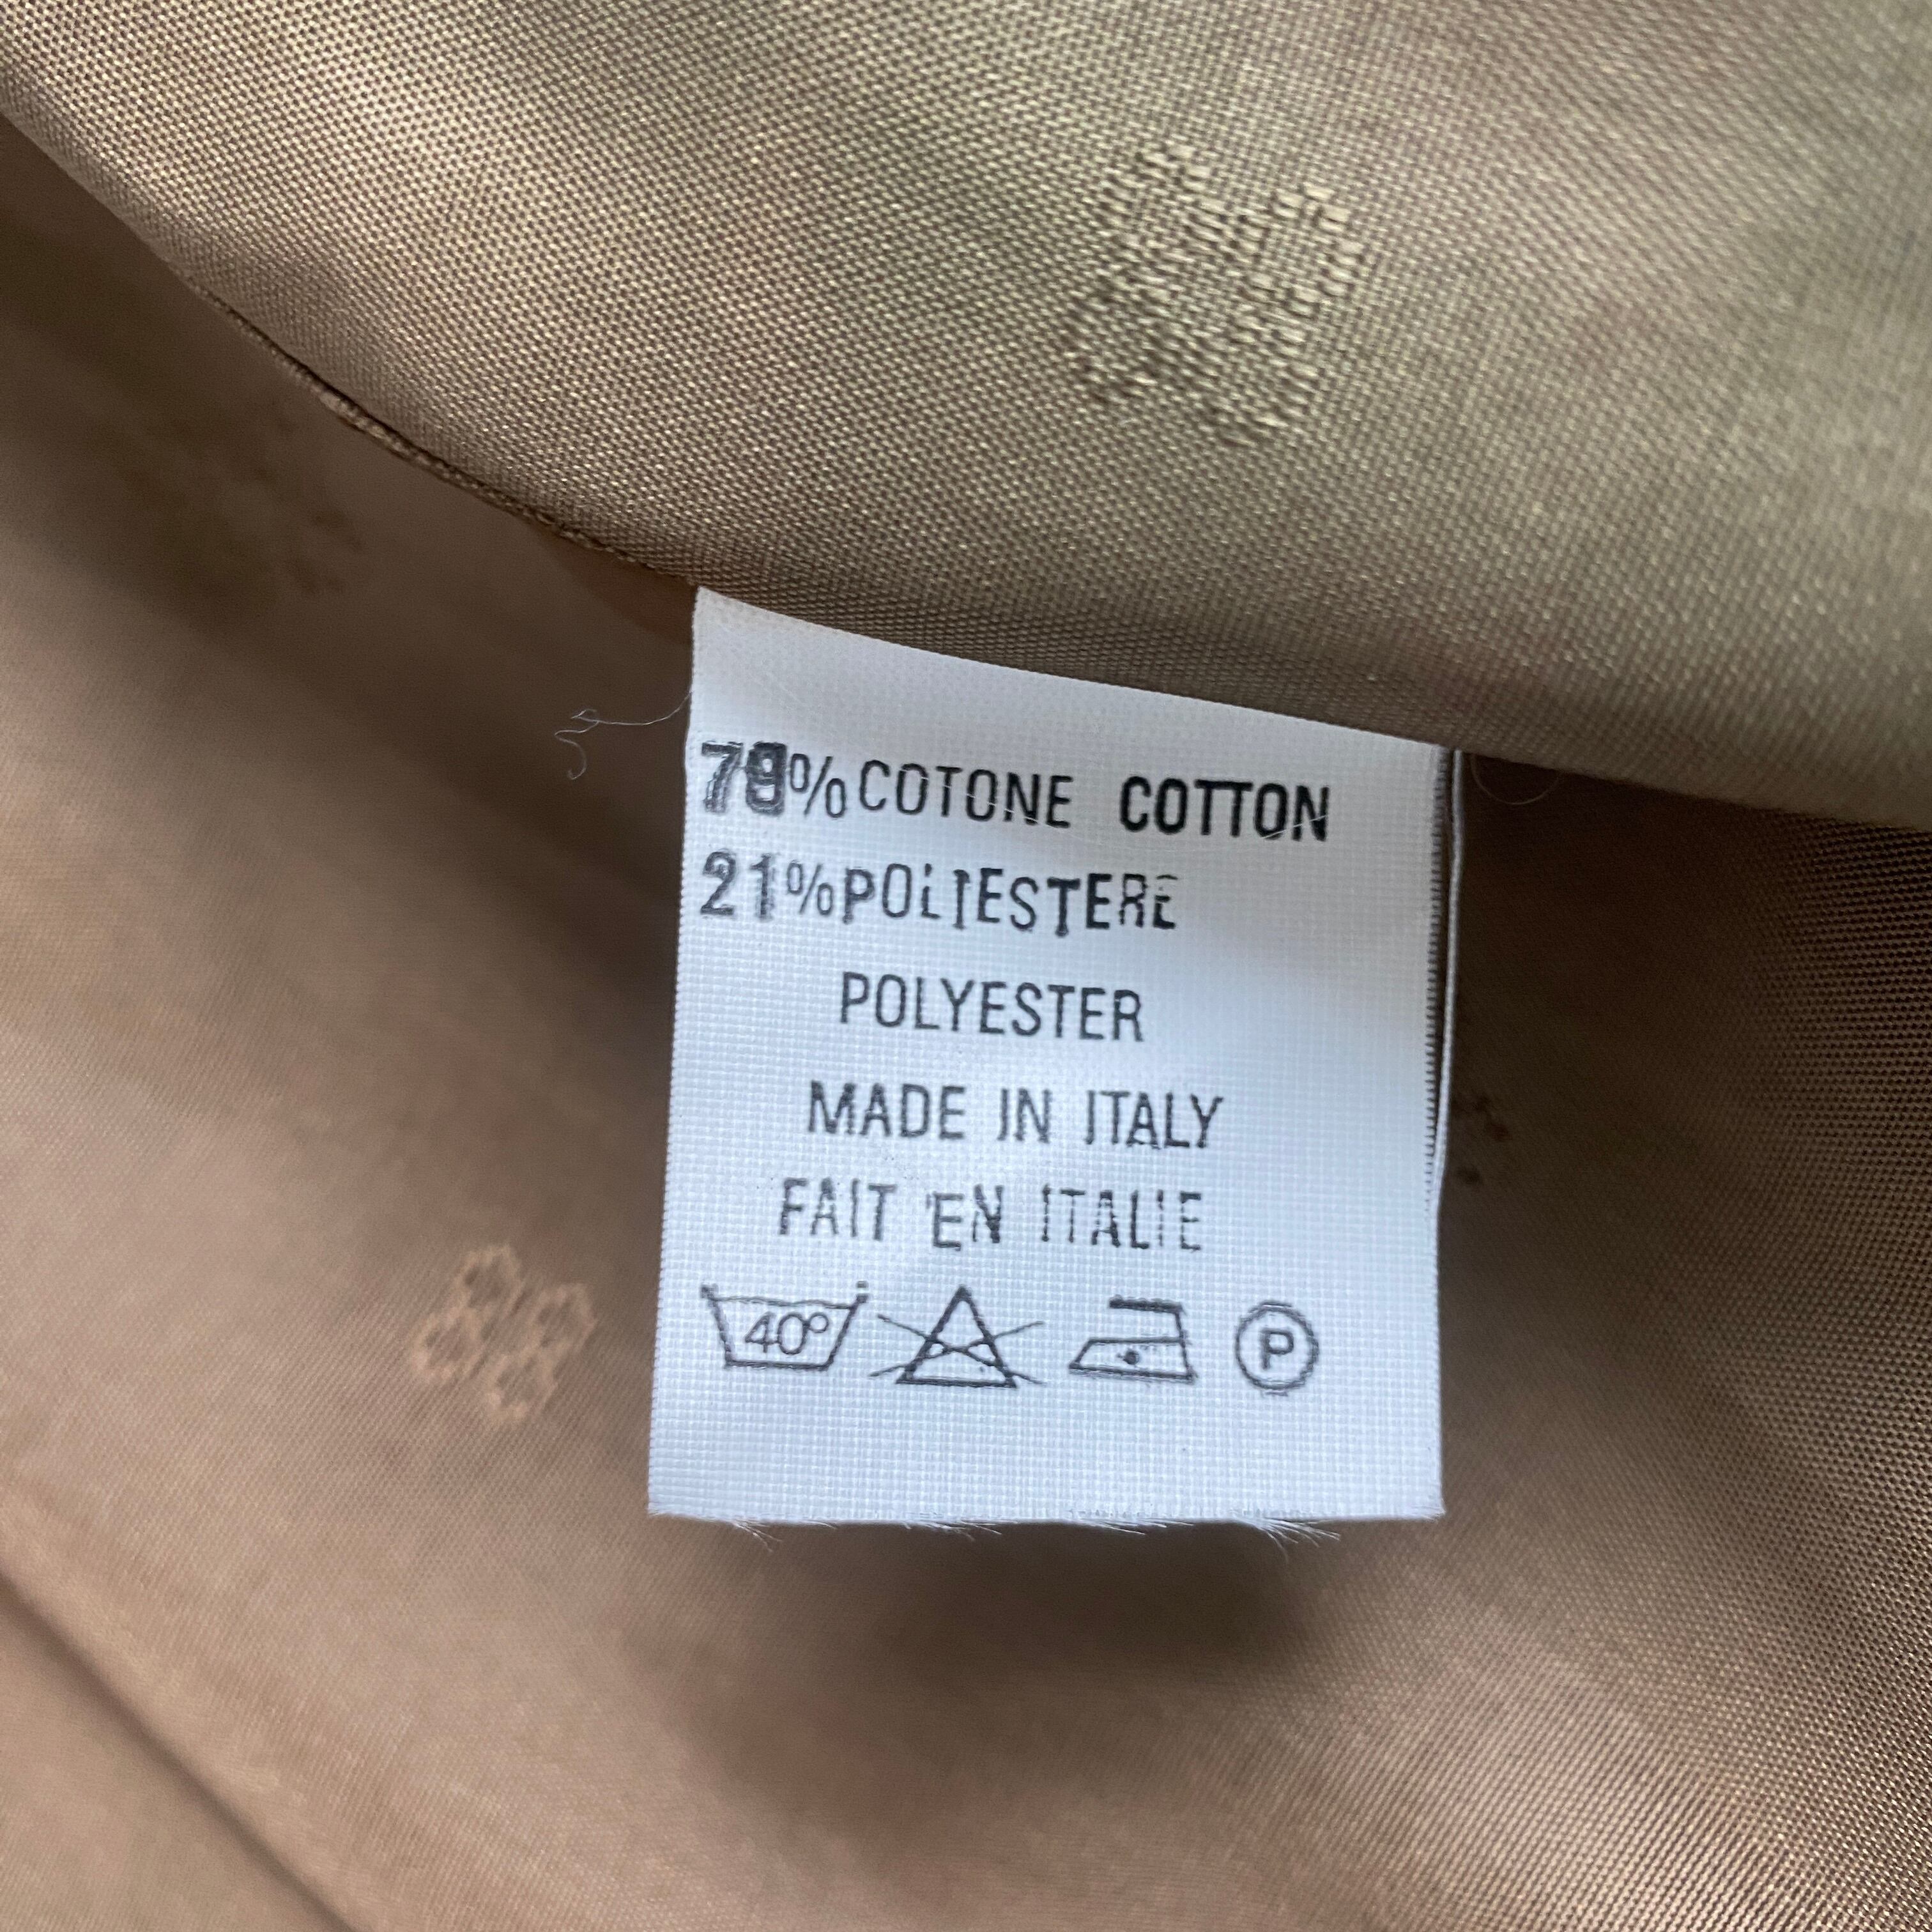 79% COTONE COTTON
21% POLIESTERE
POLYESTER
MADE IN ITALY
FAIT EN ITALIE
40° P